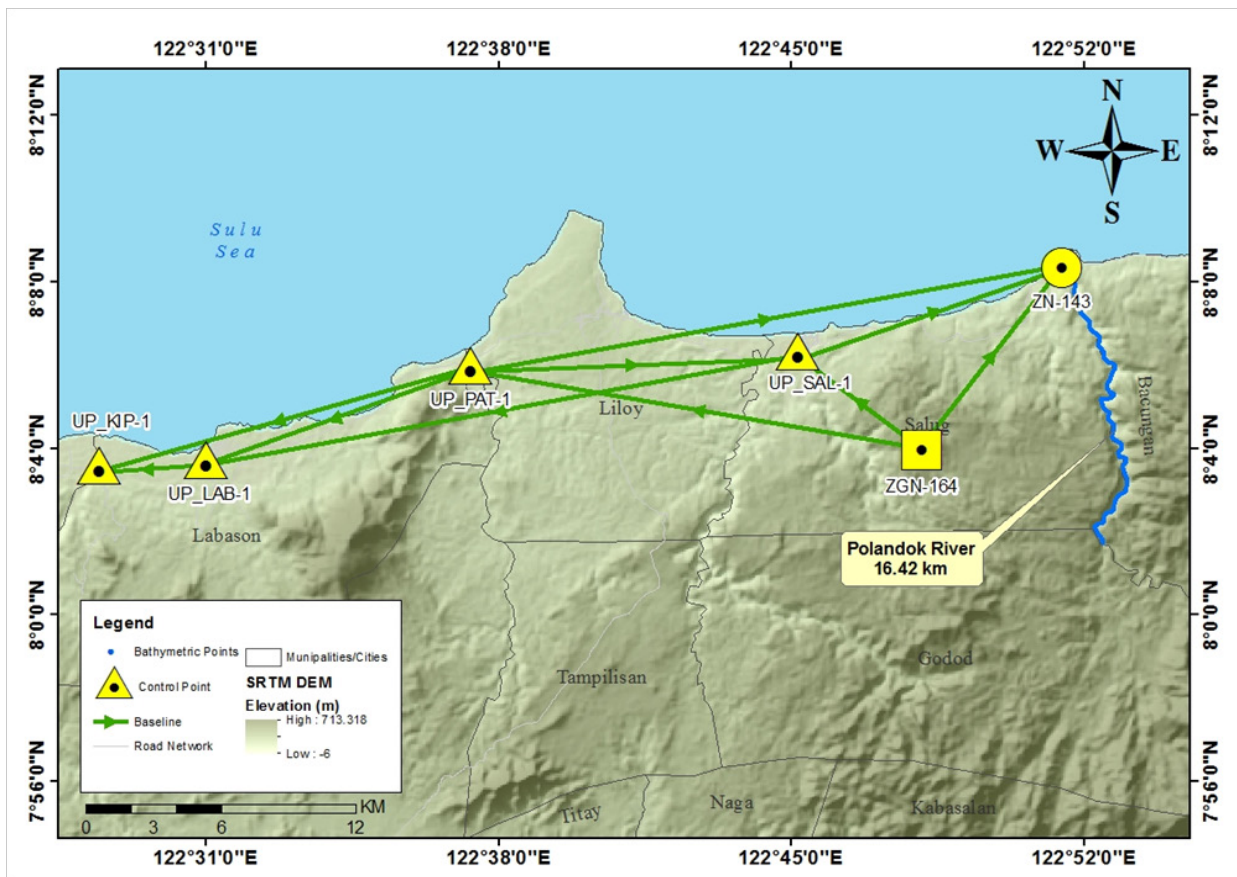 122°31'0"E
122°38'0"E
122°45'0"E
122°52'0"E
8°12'0"N
8°12'0"N
N
W
E
S
Sulu
Sea
8°8'0"N
8°8'0"N
ZN-143
UP_SAL-1
UP_PAT-1
Liloy
Bacungan
UP_KIP-1
Salug
8°4'0"N
8°4'0"N
ZGN-164
UP_LAB-1
Labason
Polandok River
16.42 km
8°0'0"N
8°0'0"N
Legend
Bathymetric Points
Munipalities/Cities
Control Point
SRTM DEM
Elevation (m)
High : 713.318
Low : -6
Baseline
Road Network
Godod
Tampilisan
7°56'0"N
7°56'0"N
Titay
Naga
Kabasalan
KM
0
3
6
12
122°31'0"E
122°38'0"E
122°45'0"E
122°52'0"E